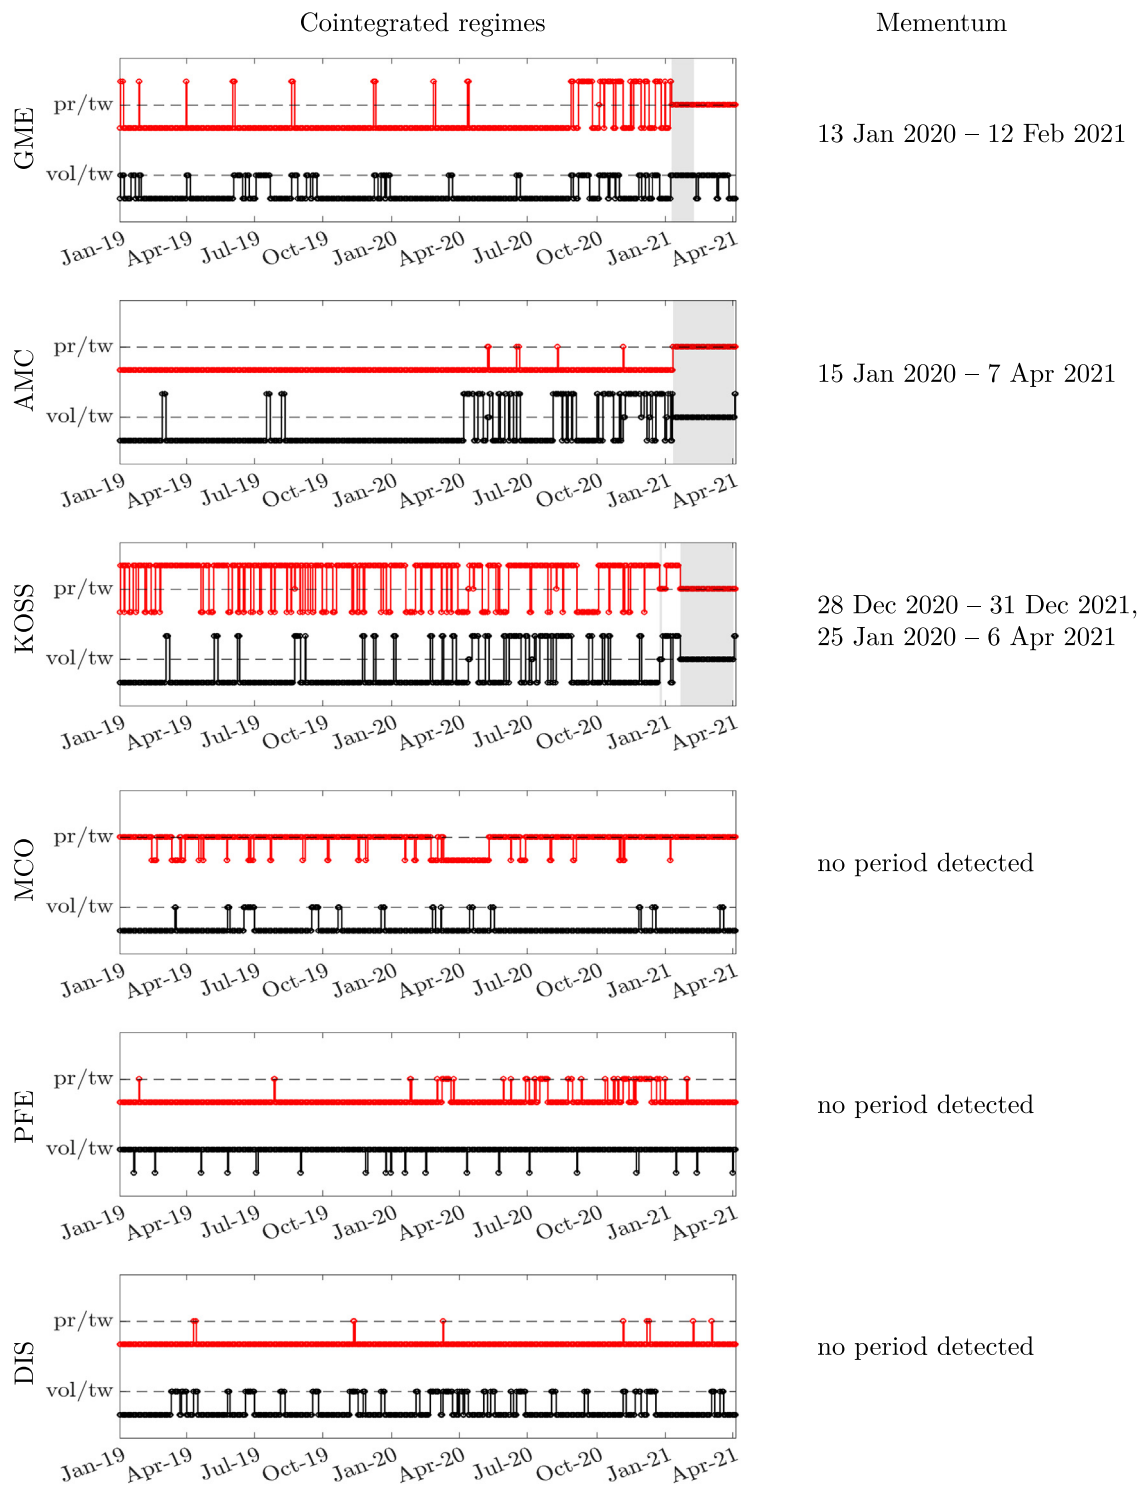 Cointegrated regimes
Mementum
GME
pr/tw
vol/tw
Jan-19 Apr-19 Jul-19 Oct-19 Jan-20 Apr-20 Jul-20 Oct-20 Jan-21 Apr-21
13 Jan 2020 – 12 Feb 2021
AMC
pr/tw
vol/tw
Jan-19 Apr-19 Jul-19 Oct-19 Jan-20 Apr-20 Jul-20 Oct-20 Jan-21 Apr-21
15 Jan 2020 – 7 Apr 2021
KOSS
pr/tw
vol/tw
Jan-19 Apr-19 Jul-19 Oct-19 Jan-20 Apr-20 Jul-20 Oct-20 Jan-21 Apr-21
28 Dec 2020 – 31 Dec 2021,
25 Jan 2020 – 6 Apr 2021
MCO
pr/tw
vol/tw
Jan-19 Apr-19 Jul-19 Oct-19 Jan-20 Apr-20 Jul-20 Oct-20 Jan-21 Apr-21
no period detected
PFE
pr/tw
vol/tw
Jan-19 Apr-19 Jul-19 Oct-19 Jan-20 Apr-20 Jul-20 Oct-20 Jan-21 Apr-21
no period detected
DIS
pr/tw
vol/tw
Jan-19 Apr-19 Jul-19 Oct-19 Jan-20 Apr-20 Jul-20 Oct-20 Jan-21 Apr-21
no period detected